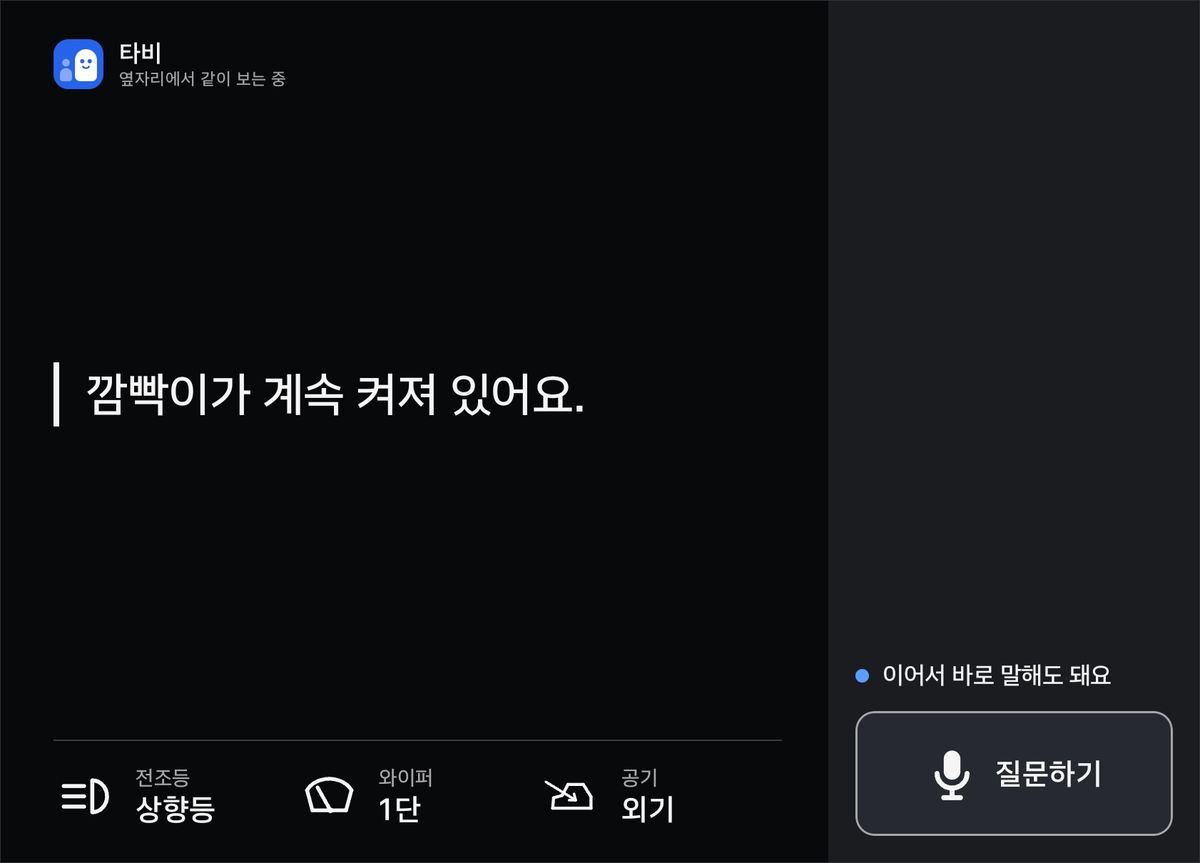 타비
옆자리에서 같이 보는 중
깜빡이가 계속 켜져 있어요.
이어서 바로 말해도 돼요
질문하기
전조등
상향등
와이퍼
1단
공기
외기